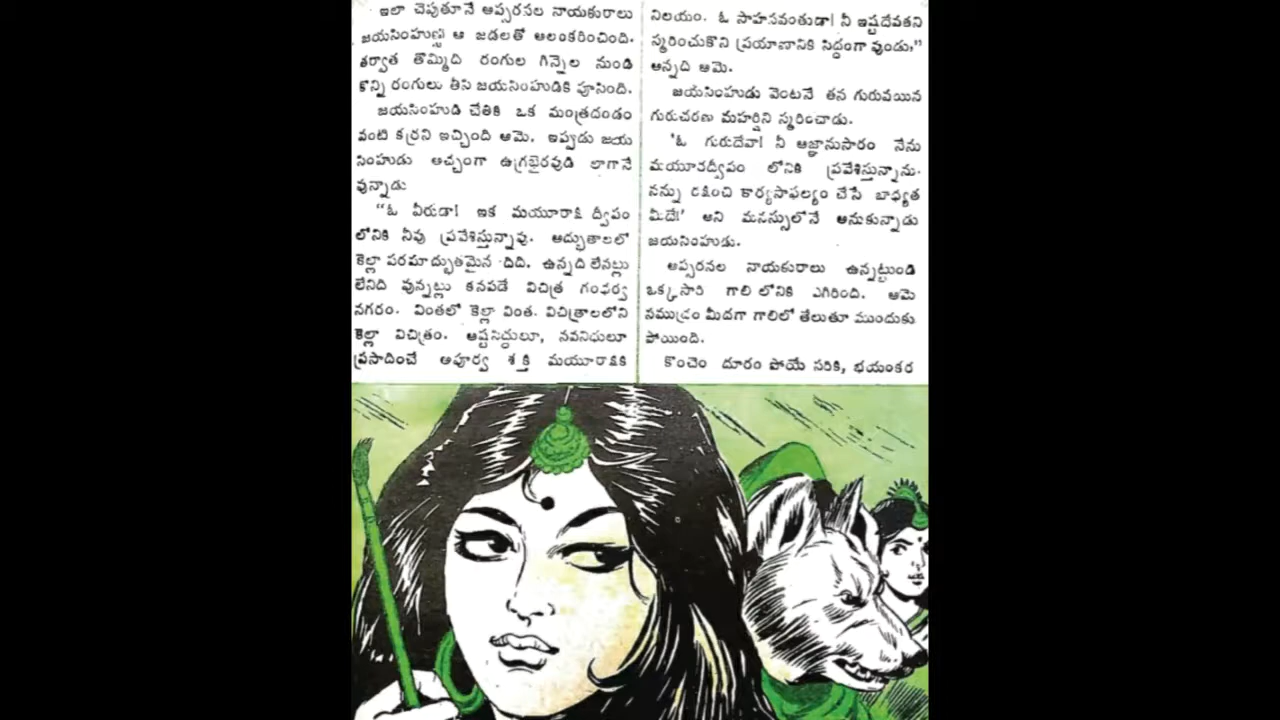 ఇలా చెపుతూనే అప్సరసల నాయకురాలు
జయసింహుణ్ణి ఆ జడలతో అలంకరించింది.
తర్వాత తొమ్మిది రంగుల గిన్నెల నుండి
కొన్ని రంగులు తీసి జయసింహుడికి పూసింది.
జయసింహుడి చేతికి ఒక మంత్రదండం
వంటి కర్రని ఇచ్చింది ఆమె. ఇప్పుడు జయ
సింహుడు అచ్చంగా ఉగ్రభైరవుడి లాగానే
వున్నాడు
"ఓ వీరుడా! ఇక మయూరాక్షి ద్వీపం
లోనికి నీవు ప్రవేశిస్తున్నావు. అద్భుతాలలో
కెల్లా పరమాద్భుతమైన దిది. ఉన్నది లేనట్లు
లేనిది వున్నట్లు కనపడే విచిత్ర గంధర్వ
నగరం. వింతలో కెల్లా వింత. విచిత్రాలలోని
కెల్లా విచిత్రం. అష్టసిద్ధులూ, నవనిధులూ
ప్రసాదించే అపూర్వ శక్తి మయూరాక్షికి
నిలయం. ఓ సాహసవంతుడా! నీ ఇష్టదేవతని
స్మరించుకొని ప్రయాణానికి సిద్ధంగా వుండు,"
అన్నది ఆమె.
జయసింహుడు వెంటనే తన గురువయిన
గురుచరణ మహర్షిని స్మరించాడు.
'ఓ గురుదేవా! నీ ఆజ్ఞానుసారం నేను
మయూరద్వీపం లోనికి ప్రవేశిస్తున్నాను.
నన్ను రక్షించి కార్యసాఫల్యం చేసే బాధ్యత
మీదే!' అని మనస్సులోనే అనుకున్నాడు
జయసింహుడు.
అప్సరసల నాయకురాలు ఉన్నట్టుండి
ఒక్కసారి గాలి లోనికి ఎగిరింది. ఆమె
సముద్రం మీదగా గాలిలో తేలుతూ ముందుకు
పోయింది.
కొంచెం దూరం పోయే సరికి, భయంకర